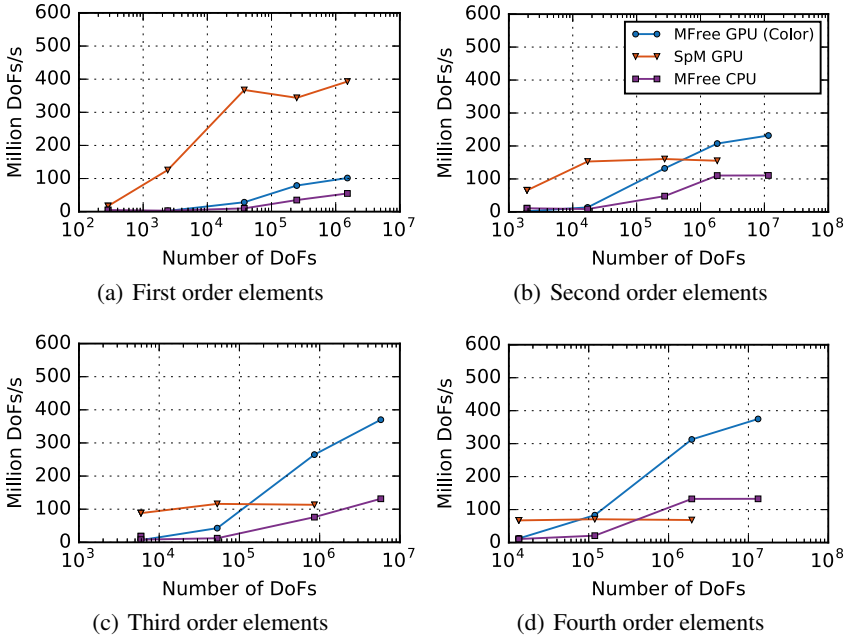 600
500
400
300
200
100
0
Million DoFs/s
10^2 10^3 10^4 10^5 10^6 10^7
Number of DoFs
(a) First order elements
600
500
400
300
200
100
0
Million DoFs/s
MFree GPU (Color)
SpM GPU
MFree CPU
10^3 10^4 10^5 10^6 10^7 10^8
Number of DoFs
(b) Second order elements
600
500
400
300
200
100
0
Million DoFs/s
10^3 10^4 10^5 10^6 10^7
Number of DoFs
(c) Third order elements
600
500
400
300
200
100
0
Million DoFs/s
10^4 10^5 10^6 10^7 10^8
Number of DoFs
(d) Fourth order elements